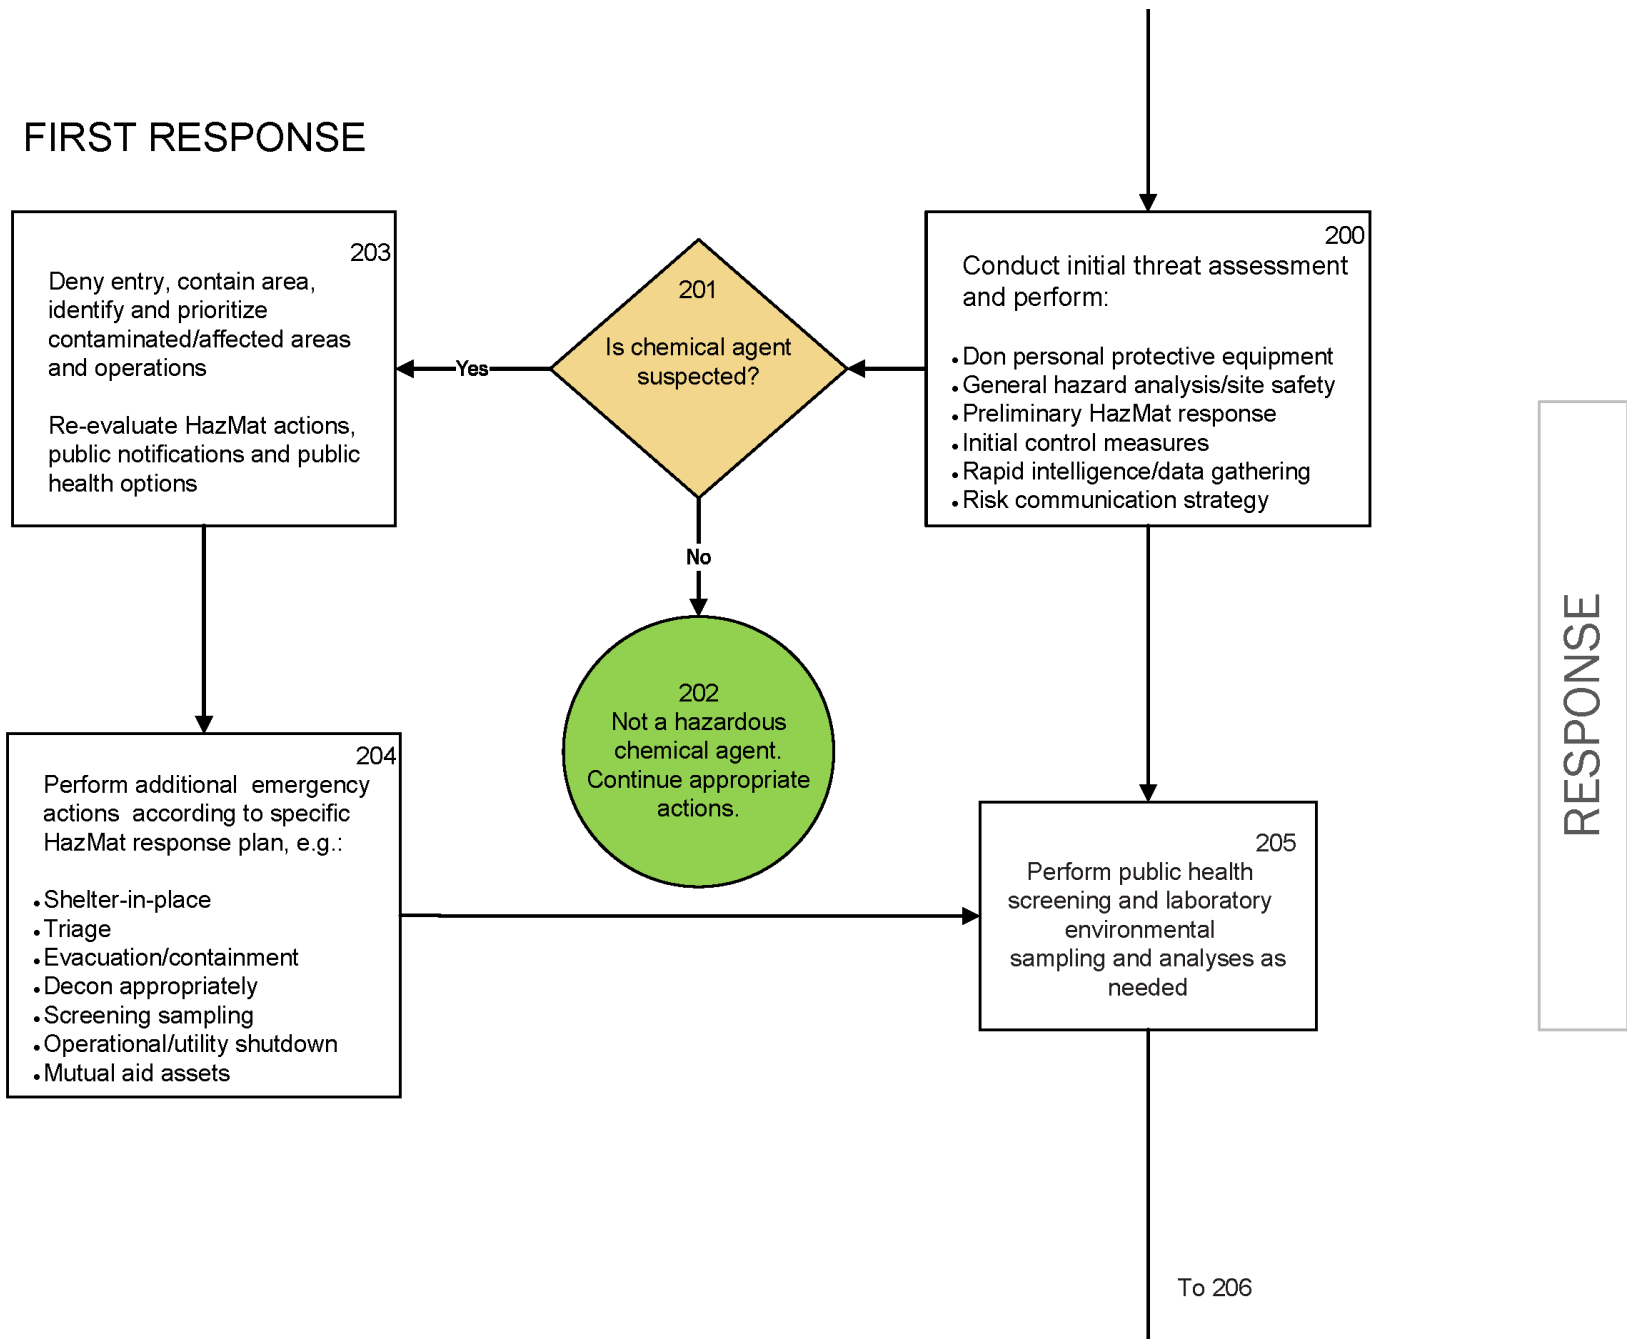 FIRST RESPONSE
200
Conduct initial threat assessment
and perform:
• Don personal protective equipment
• General hazard analysis/site safety
• Preliminary HazMat response
• Initial control measures
• Rapid intelligence/data gathering
• Risk communication strategy
201
Is chemical agent
suspected?
Yes
No
202
Not a hazardous
chemical agent.
Continue appropriate
actions.
203
Deny entry, contain area,
identify and prioritize
contaminated/affected areas
and operations
Re-evaluate HazMat actions,
public notifications and public
health options
204
Perform additional  emergency
actions  according to specific
HazMat response plan, e.g.:
• Shelter-in-place
• Triage
• Evacuation/containment
• Decon appropriately
• Screening sampling
• Operational/utility shutdown
• Mutual aid assets
205
Perform public health
screening and laboratory
environmental
sampling and analyses as
needed
To 206
RESPONSE